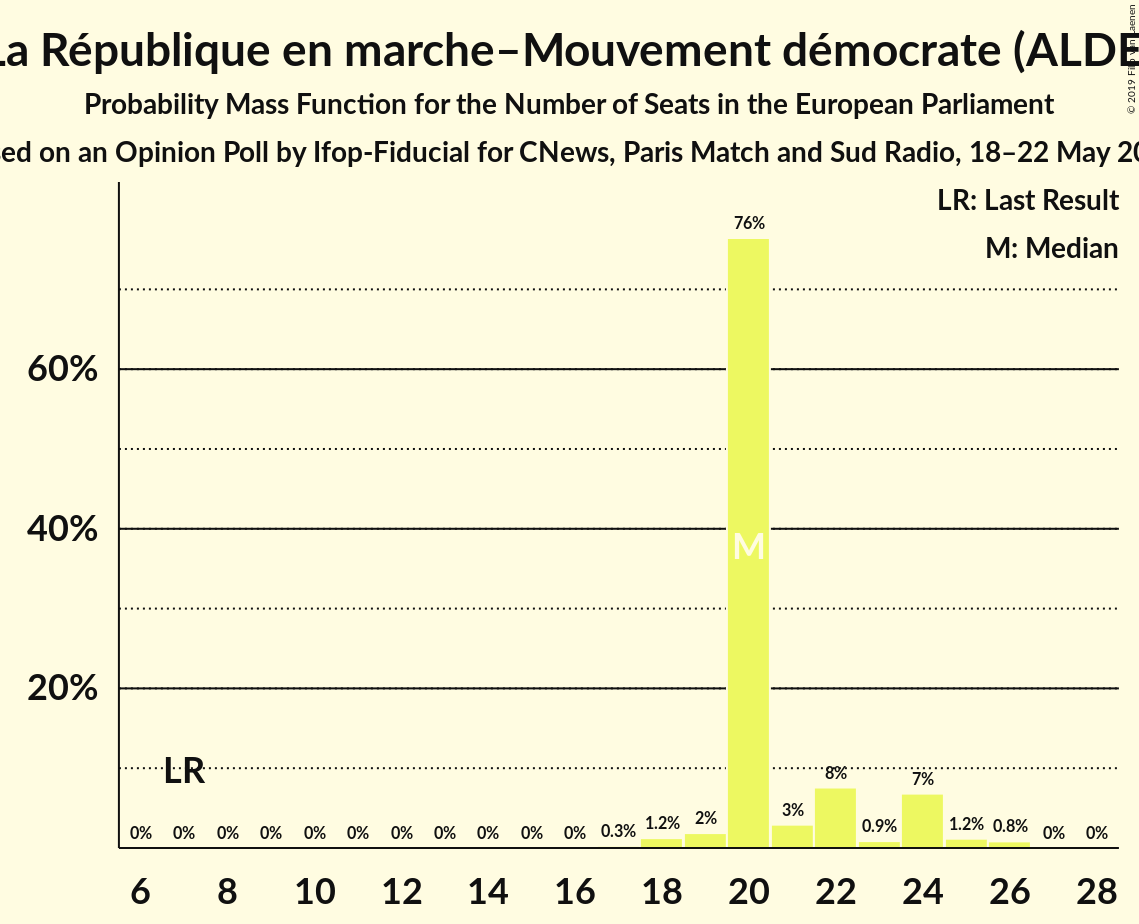 La République en marche–Mouvement démocrate (ALDE
Probability Mass Function for the Number of Seats in the European Parliament
sed on an Opinion Poll by Ifop-Fiducial for CNews, Paris Match and Sud Radio, 18–22 May 20
© 2019
LR: Last Result
M: Median
76%
60%
40%
M
20%
LR
8%
7%
0% 0% 0% 0% 0% 0% 0% 0% 0% 0% 0% 0.3% 1.2% 2% 3% 0.9% 1.2% 0.8% 0% 0%
6 8 10 12 14 16 18 20 22 24 26 28